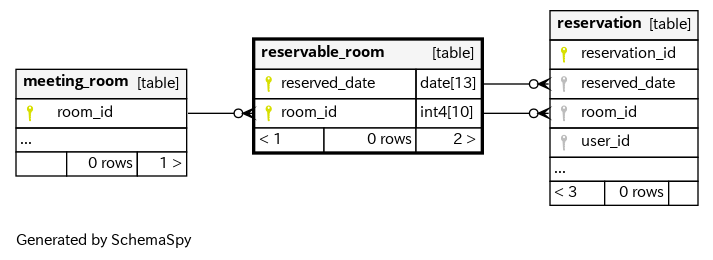 meeting_room [table]
room_id
...
0 rows 1 >
reservable_room [table]
reserved_date date[13]
room_id int4[10]
< 1 0 rows 2 >
reservation [table]
reservation_id
reserved_date
room_id
user_id
...
< 3 0 rows
Generated by SchemaSpy